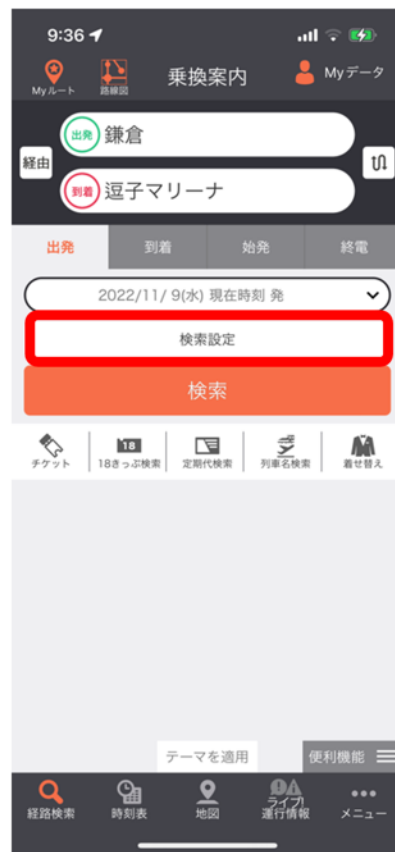 9:36
Myルート
路線図
乗換案内
Myデータ
経由
出発 鎌倉
到着 逗子マリーナ
出発 到着 始発 終電
2022/11/ 9(水) 現在時刻 発
検索設定
検索
18
チケット 18きっぷ検索 定期代検索 列車名検索 着せ替え
テーマを適用 便利機能
経路検索 時刻表 地図 ライブ!
運行情報 メニュー